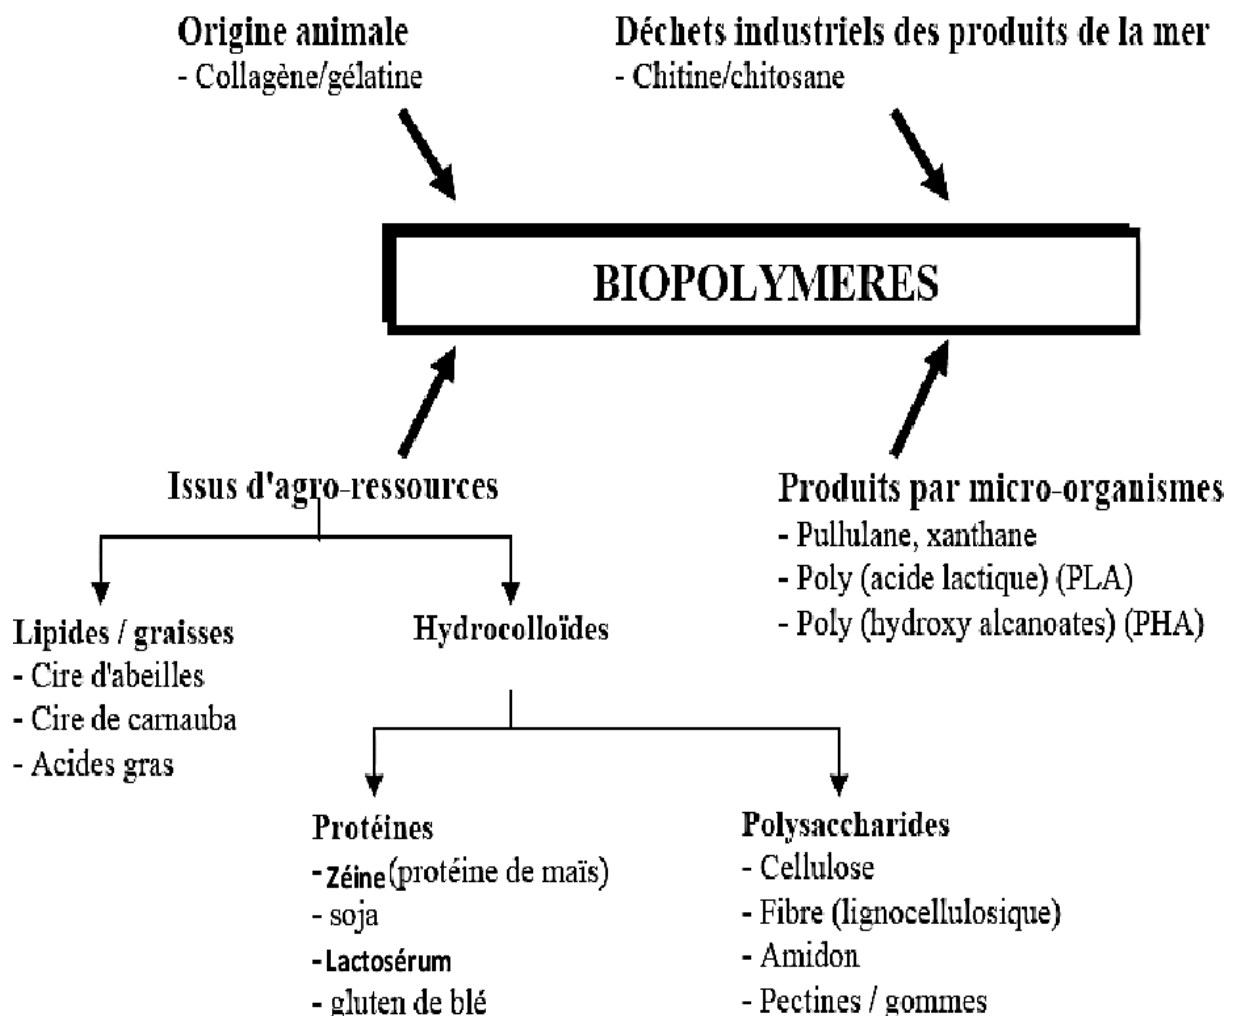 Origine animale
- Collagène/gélatine
Déchets industriels des produits de la mer
- Chitine/chitosane
BIOPOLYMERES
Issus d'agro-ressources
Produits par micro-organismes
- Pullulane, xanthane
- Poly (acide lactique) (PLA)
- Poly (hydroxy alcanoates) (PHA)
Lipides / graisses
- Cire d'abeilles
- Cire de carnauba
- Acides gras
Hydrocolloïdes
Protéines
- Zéine (protéine de maïs)
- soja
- Lactosérum
- gluten de blé
Polysaccharides
- Cellulose
- Fibre (lignocellulosique)
- Amidon
- Pectines / gommes